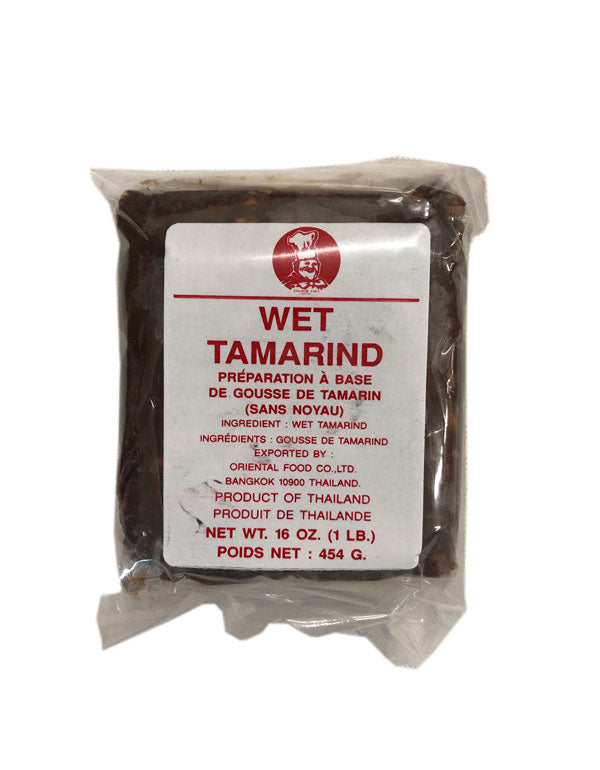 WET
TAMARIND
PRÉPARATION À BASE
DE GOUSSE DE TAMARIN
(SANS NOYAU)
INGREDIENT : WET TAMARIND
INGRÉDIENTS : GOUSSE DE TAMARIND
EXPORTED BY :
ORIENTAL FOOD CO.,LTD.
BANGKOK 10900 THAILAND.
PRODUCT OF THAILAND
PRODUIT DE THAILANDE
NET WT. 16 OZ. (1 LB.)
POIDS NET : 454 G.